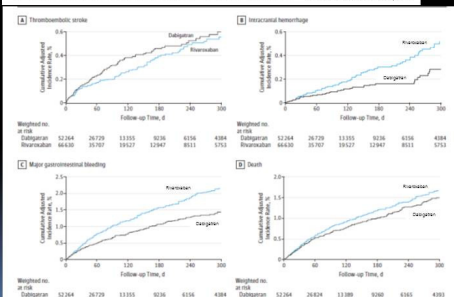 A Thromboembolic stroke
Cumulative Adjusted
Incidence Rate, %
0.6
0.4
0.2
0
Dabigatran
Rivaroxaban
0 60 120 180 240 300
Follow-up Time, d
Weighted no.
at risk
Dabigatran 52264 26729 13355 9236 6156 4384
Rivaroxaban 66630 35707 19527 12947 8511 5753
B Intracranial hemorrhage
Cumulative Adjusted
Incidence Rate, %
0.6
0.4
0.2
0
Rivaroxaban
Dabigatran
0 60 120 180 240 300
Follow-up Time, d
Weighted no.
at risk
Dabigatran 52264 26729 13355 9236 6156 4384
Rivaroxaban 66630 35707 19527 12947 8511 5753
C Major gastrointestinal bleeding
Cumulative Adjusted
Incidence Rate, %
2.5
2.0
1.5
1.0
0.5
0
Rivaroxaban
Dabigatran
0 60 120 180 240 300
Follow-up Time, d
Weighted no.
at risk
Dabigatran 52264 26729 13355 9236 6156 4384
D Death
Cumulative Adjusted
Incidence Rate, %
2.0
1.5
1.0
0.5
0
Rivaroxaban
Dabigatran
0 60 120 180 240 300
Follow-up Time, d
Weighted no.
at risk
Dabigatran 52264 26824 13389 9260 6165 4393